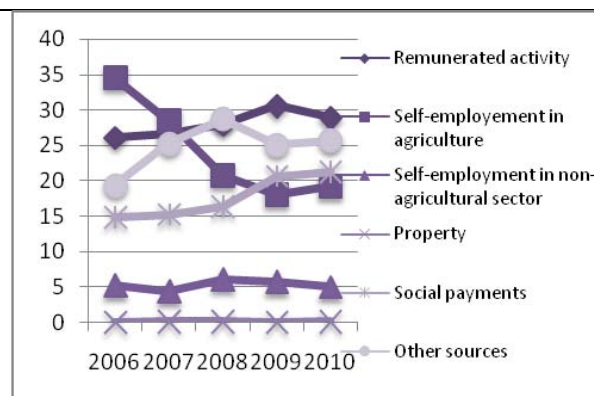 40
35
30
25
20
15
10
5
0
2006 2007 2008 2009 2010
Remunerated activity
Self-employement in
agriculture
Self-employment in non-
agricultural sector
Property
Social payments
Other sources